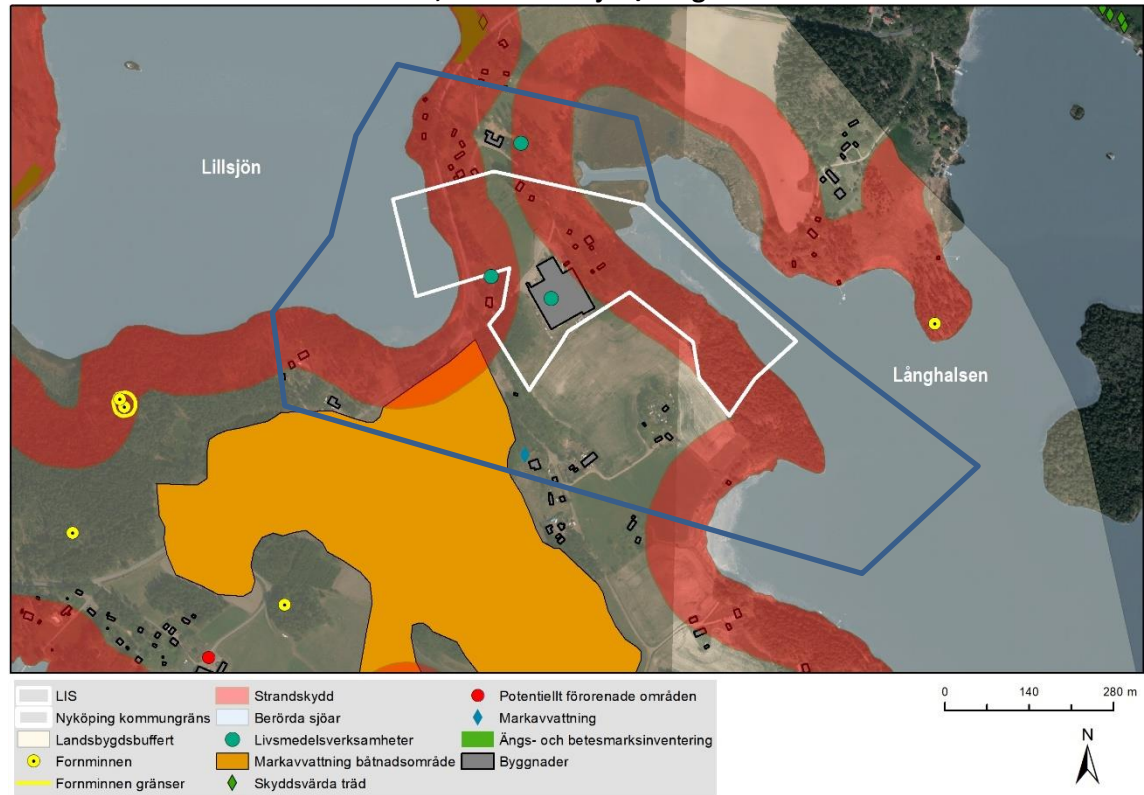 Lillsjön
Långhalsen
LIS
Nyköping kommungräns
Landsbygdsbuffert
Fornminnen
Fornminnen gränser
Strandskydd
Berörda sjöar
Livsmedelsverksamheter
Markavvattning båtnadsområde
Skyddsvärda träd
Potentiellt förorenade områden
Markavvattning
Ängs- och betesmarksinventering
Byggnader
0 140 280 m
N